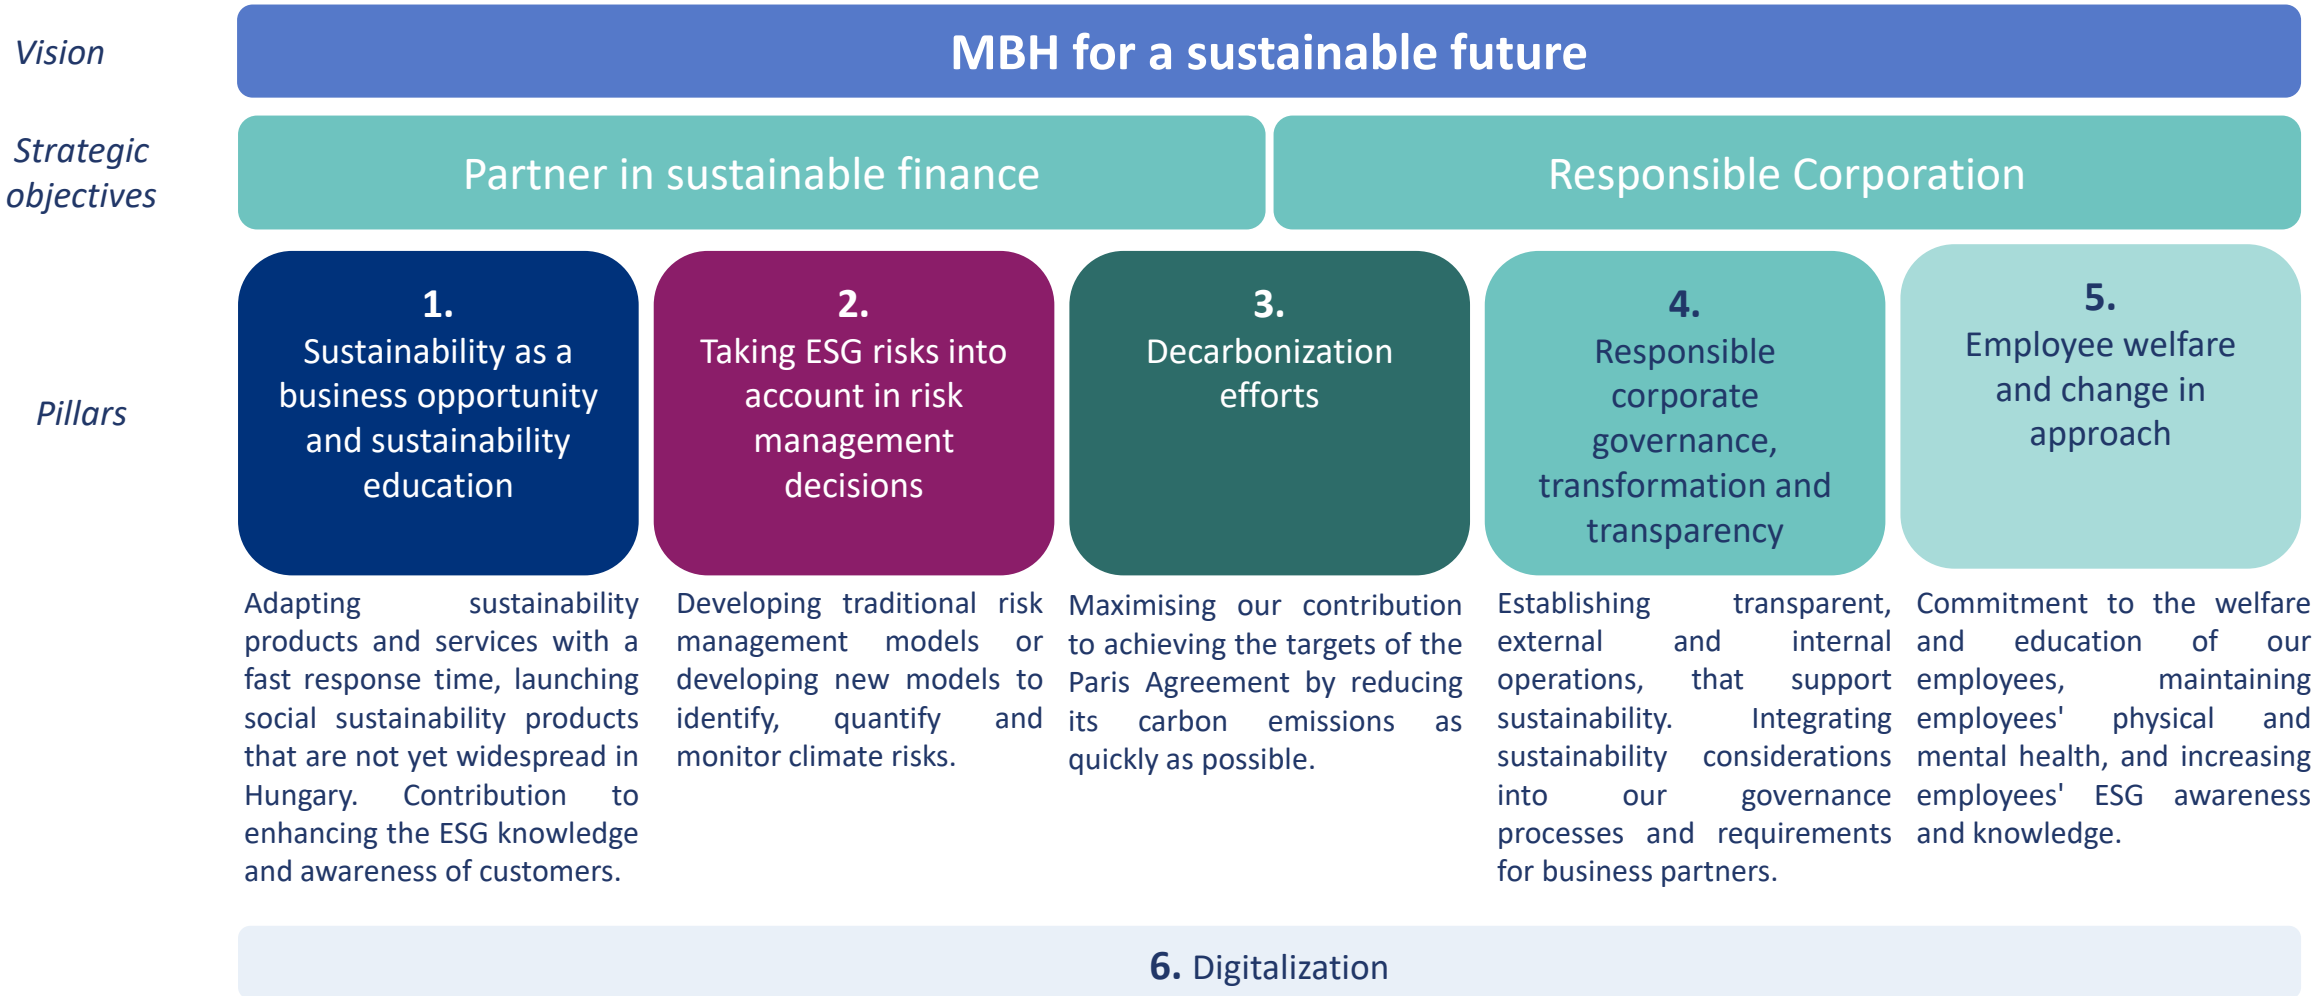 Vision
MBH for a sustainable future
Strategic
objectives
Partner in sustainable finance
Responsible Corporation
Pillars
1.
Sustainability as a
business opportunity
and sustainability
education
2.
Taking ESG risks into
account in risk
management
decisions
3.
Decarbonization
efforts
4.
Responsible
corporate
governance,
transformation and
transparency
5.
Employee welfare
and change in
approach
Adapting sustainability
products and services with a
fast response time, launching
social sustainability products
that are not yet widespread in
Hungary. Contribution to
enhancing the ESG knowledge
and awareness of customers.
Developing traditional risk
management models or
developing new models to
identify, quantify and
monitor climate risks.
Maximising our contribution
to achieving the targets of the
Paris Agreement by reducing
its carbon emissions as
quickly as possible.
Establishing transparent,
external and internal
operations, that support
sustainability. Integrating
sustainability considerations
into our governance
processes and requirements
for business partners.
Commitment to the welfare
and education of our
employees, maintaining
employees' physical and
mental health, and increasing
employees' ESG awareness
and knowledge.
6. Digitalization